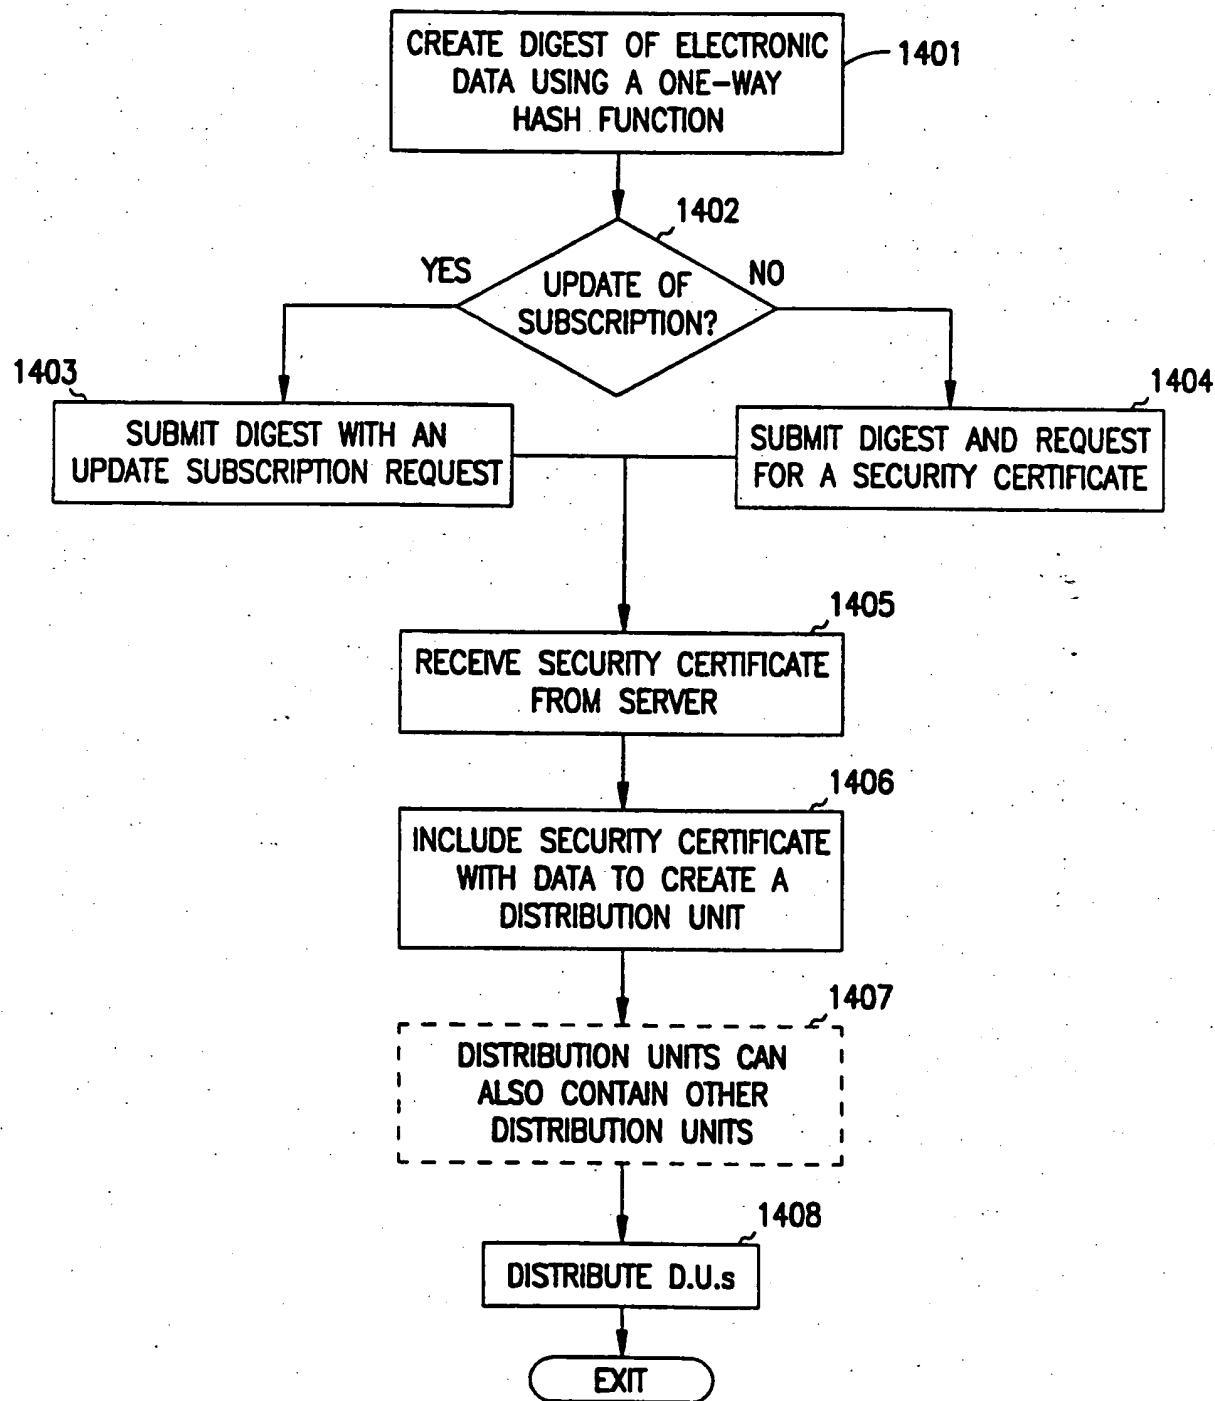 CREATE DIGEST OF ELECTRONIC
DATA USING A ONE-WAY
HASH FUNCTION
1401
1402
YES
NO
UPDATE OF
SUBSCRIPTION?
1403
1404
SUBMIT DIGEST WITH AN
UPDATE SUBSCRIPTION REQUEST
SUBMIT DIGEST AND REQUEST
FOR A SECURITY CERTIFICATE
1405
RECEIVE SECURITY CERTIFICATE
FROM SERVER
1406
INCLUDE SECURITY CERTIFICATE
WITH DATA TO CREATE A
DISTRIBUTION UNIT
1407
DISTRIBUTION UNITS CAN
ALSO CONTAIN OTHER
DISTRIBUTION UNITS
1408
DISTRIBUTE D.U.s
EXIT